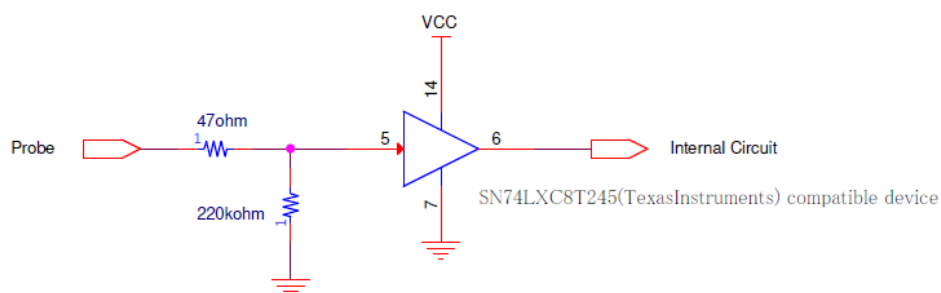 VCC
14
47ohm
1
Probe
5
6
Internal Circuit
7
SN74LXC8T245(TexasInstruments) compatible device
220kohm
1